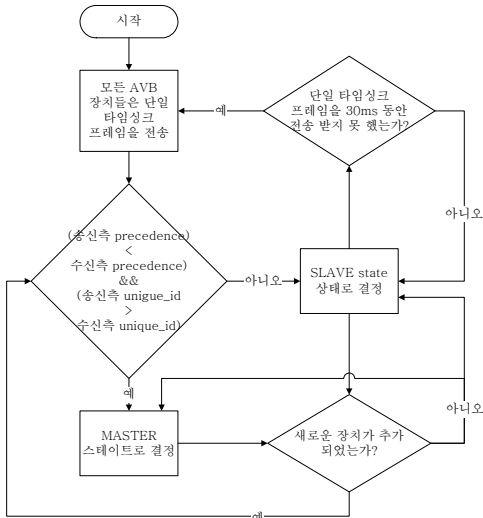 시작
모든 AVB
장치들은 단일
타임싱크
프레임을 전송
단일 타임싱크
프레임을 30ms 동안
전송 받지 못 했는가?
예
아니오
(송신측 precedence)
<
수신측 precedence)
&&
(송신측 unigue_id
>
수신측 unique_id)
아니오
SLAVE state
상태로 결정
예
아니오
MASTER
스테이트로 결정
새로운 장치가 추가
되었는가?
예